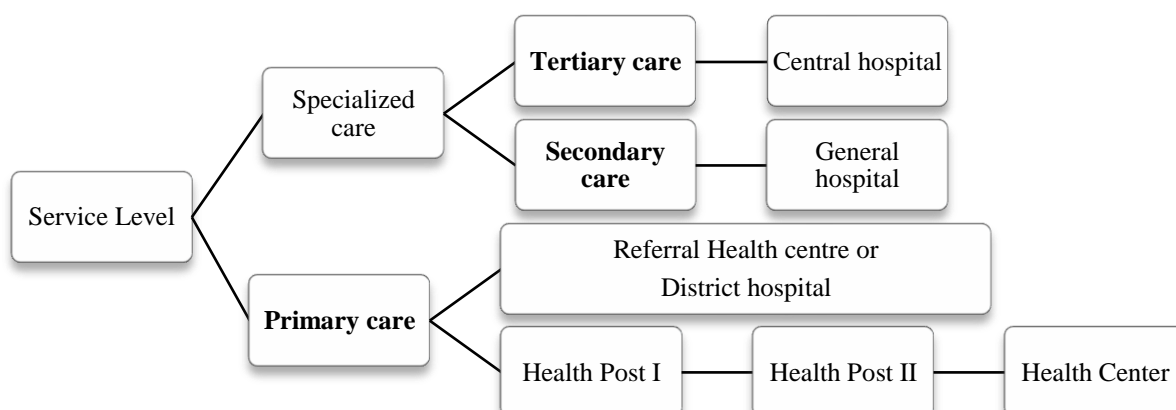 Tertiary care
Central hospital
Specialized
care
Secondary
care
General
hospital
Service Level
Referral Health centre or
District hospital
Primary care
Health Post I
Health Post II
Health Center